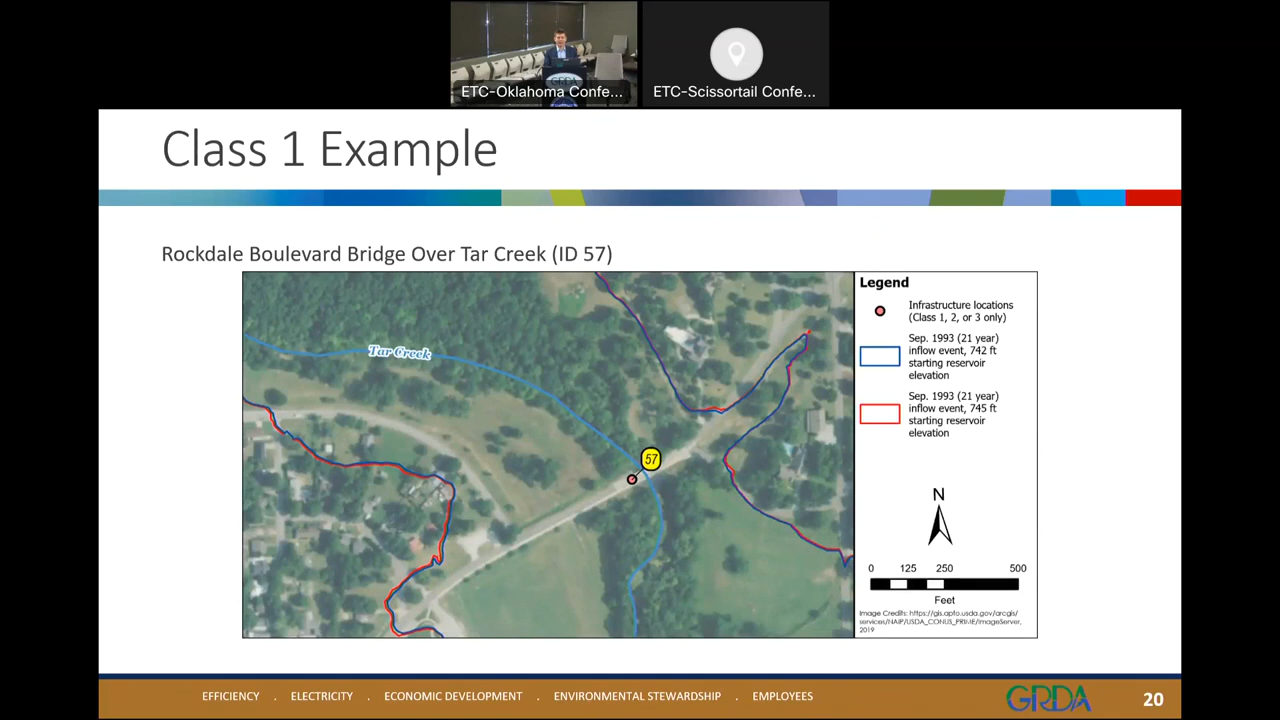 GRDA
ETC-Oklahoma Confe...
ETC-Scissortail Confe...
Class 1 Example
Rockdale Boulevard Bridge Over Tar Creek (ID 57)
Tar Creek
57
Legend
Infrastructure locations
(Class 1, 2, or 3 only)
Sep. 1993 (21 year)
inflow event, 742 ft
starting reservoir
elevation
Sep. 1993 (21 year)
inflow event, 745 ft
starting reservoir
elevation
N
0 125 250 500
Feet
Image Credits: https://gis.apfo.usda.gov/arcgis/
services/NAIP/USDA_CONUS_PRIME/ImageServer,
2019
EFFICIENCY . ELECTRICITY . ECONOMIC DEVELOPMENT . ENVIRONMENTAL STEWARDSHIP . EMPLOYEES
GRDA
20